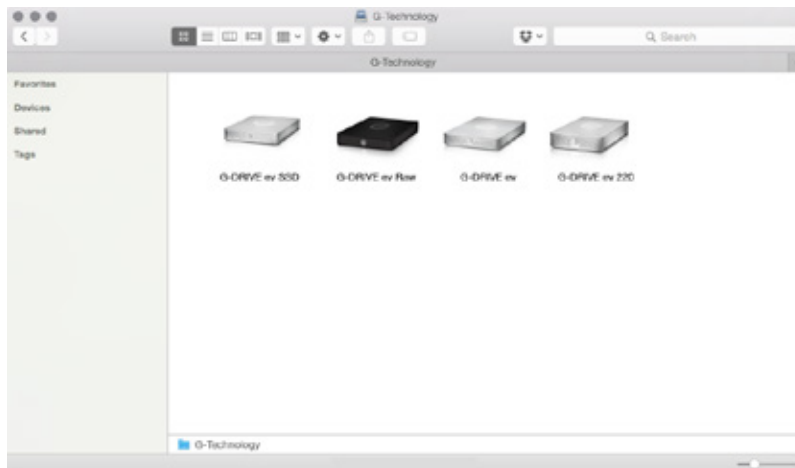 G-Technology
Search
G-Technology
Favorites
Devices
Shared
Tags
G-DRIVE ev SSD
G-DRIVE ev Raw
G-DRIVE ev
G-DRIVE ev 220
G-Technology